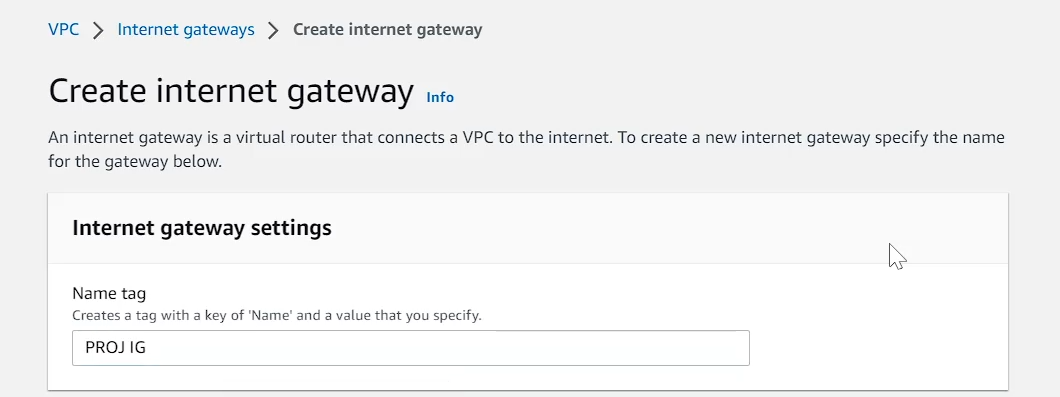 VPC > Internet gateways > Create internet gateway
Create internet gateway Info
An internet gateway is a virtual router that connects a VPC to the internet. To create a new internet gateway specify the name
for the gateway below.
Internet gateway settings
Name tag
Creates a tag with a key of 'Name' and a value that you specify.
PROJ IG